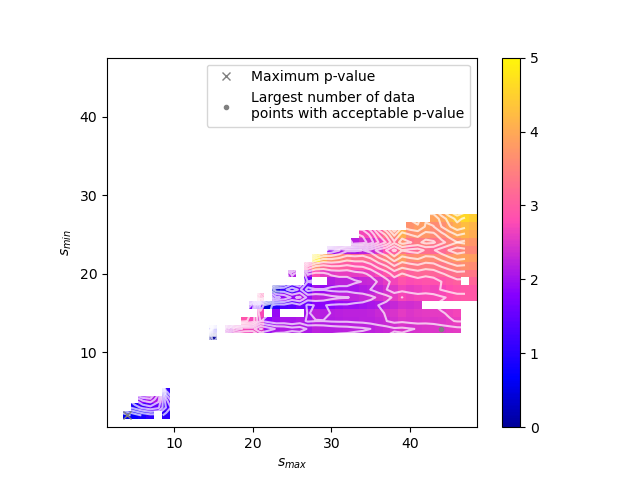 Maximum p-value
Largest number of data
points with acceptable p-value
40
30
20
10
10
20
30
40
s_min
s_max
5
4
3
2
1
0